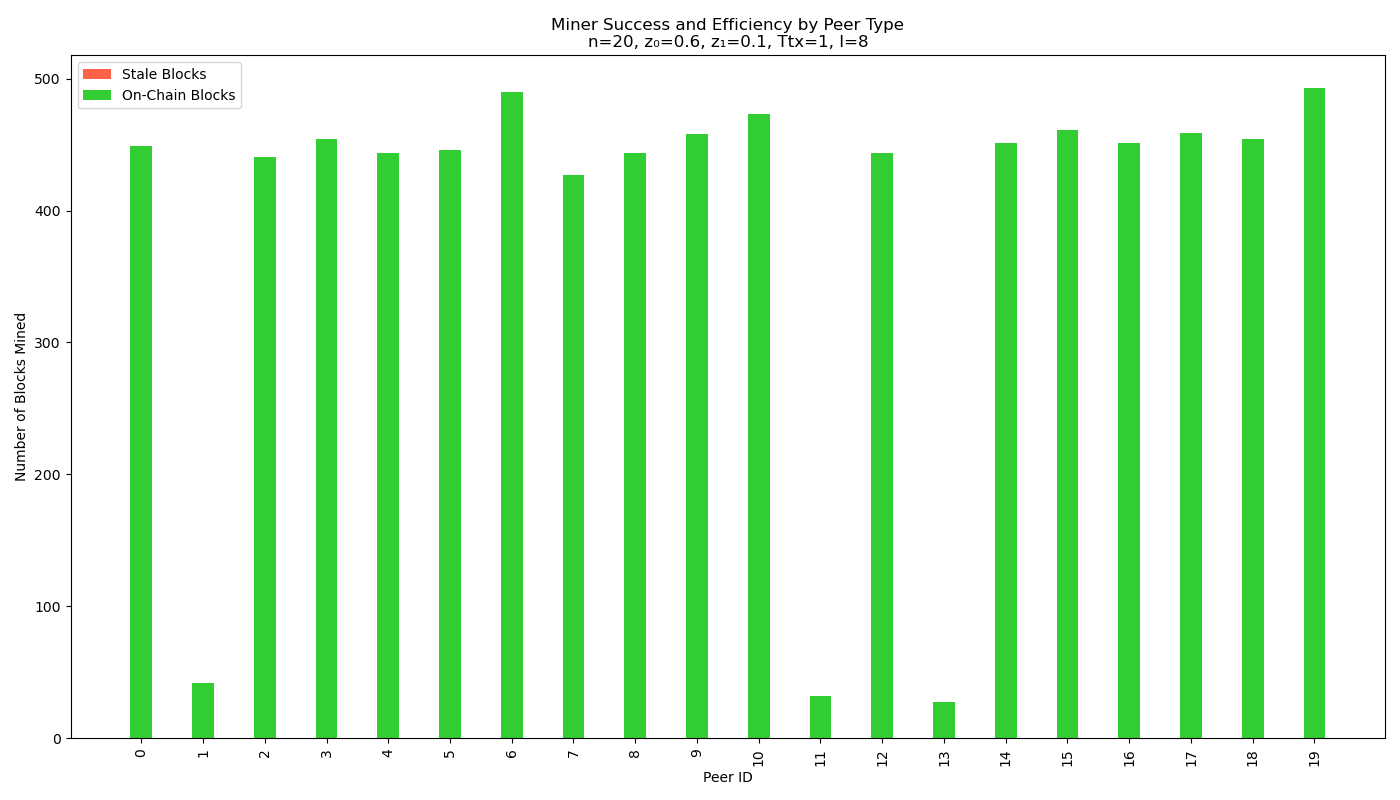 Miner Success and Efficiency by Peer Type
n=20, z₀=0.6, z₁=0.1, Ttx=1, I=8
Stale Blocks
On-Chain Blocks
Number of Blocks Mined
500
400
300
200
100
0
0 1 2 3 4 5 6 7 8 9 10 11 12 13 14 15 16 17 18 19
Peer ID